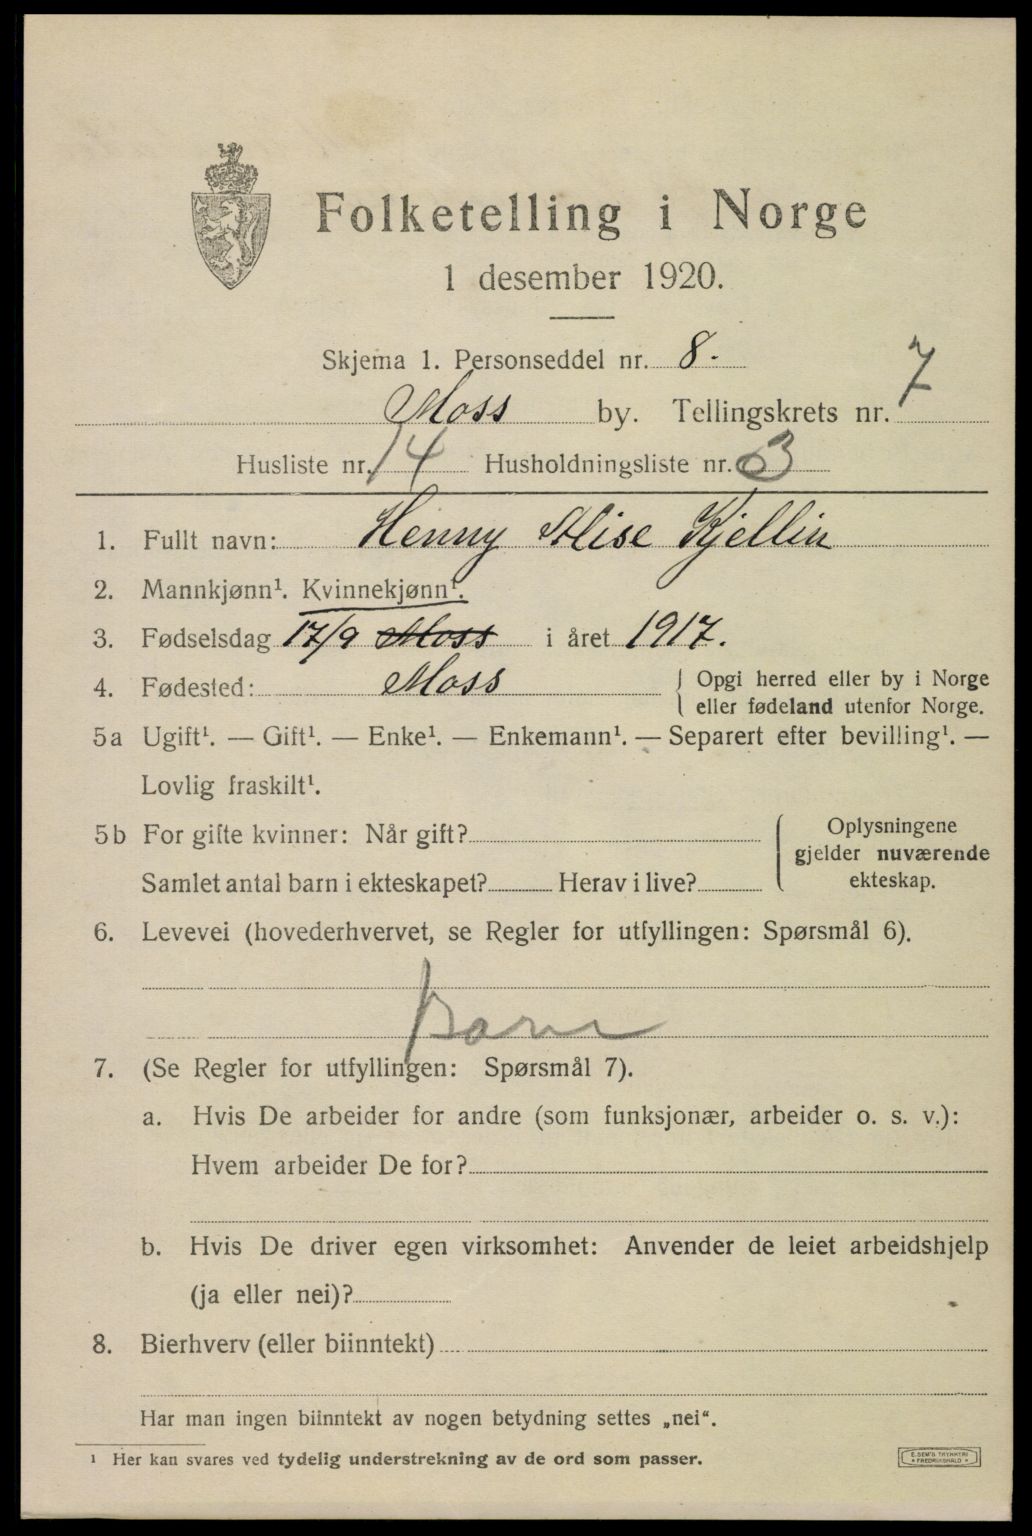 Folketelling i Norge
1 desember 1920.
Skjema 1. Personseddel nr. 8.
Moss by. Tellingskrets nr. 7
Husliste nr. 14 Husholdningsliste nr. 3
1. Fullt navn: Henny Alise Kjellin
2. Mannkjønn¹. Kvinnekjønn¹.
3. Fødselsdag 17/9 Moss i året 1917.
4. Fødested: Moss { Opgi herred eller by i Norge
eller fødeland utenfor Norge.
5a Ugift¹. — Gift¹. — Enke¹. — Enkemann¹. — Separert efter bevilling¹. —
Lovlig fraskilt¹.
5b For gifte kvinner: Når gift?
Samlet antal barn i ekteskapet? Herav i live?
{ Oplysningene
gjelder nuværende
ekteskap.
6. Levevei (hovederhvervet, se Regler for utfyllingen: Spørsmål 6).
barn
7. (Se Regler for utfyllingen: Spørsmål 7).
a. Hvis De arbeider for andre (som funksjonær, arbeider o. s. v.):
Hvem arbeider De for?
b. Hvis De driver egen virksomhet: Anvender de leiet arbeidshjelp
(ja eller nei)?
8. Bierhverv (eller biinntekt)
Har man ingen biinntekt av nogen betydning settes „nei“.
¹ Her kan svares ved tydelig understrekning av de ord som passer.
E. SEM'S TRYKKERI
FREDRIKSHALD